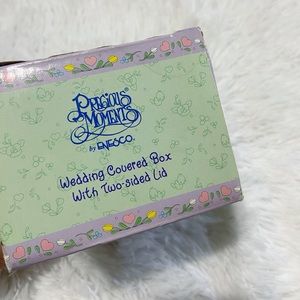 PRECIOUS
MOMENTS
by ENESCO
Wedding Covered Box
With Two-sided Lid